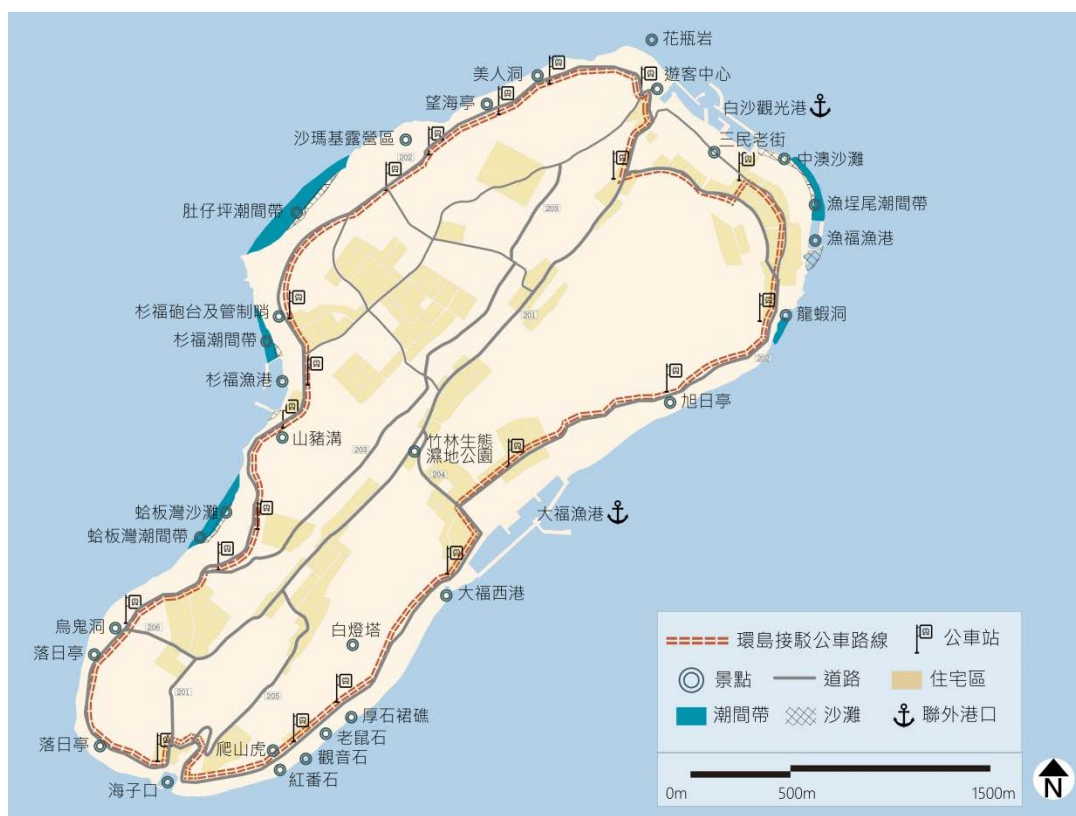 花瓶岩
美人洞
遊客中心
望海亭
白沙觀光港
沙瑪基露營區
三民老街
中澳沙灘
202
肚仔坪潮間帶
漁埕尾潮間帶
205
漁福漁港
杉福砲台及管制哨
201
龍蝦洞
杉福潮間帶
202
杉福漁港
旭日亭
山豬溝
竹林生態
濕地公園
203
204
蛤板灣沙灘
大福漁港
蛤板灣潮間帶
大福西港
烏鬼洞
206
白燈塔
落日亭
201
205
厚石裙礁
老鼠石
落日亭
爬山虎
觀音石
紅番石
海子口
環島接駁公車路線
公車站
景點
道路
住宅區
潮間帶
沙灘
聯外港口
0m
500m
1500m
N